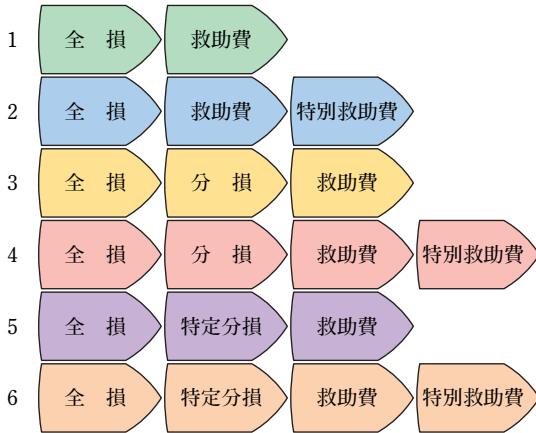 1 全 損 救助費
2 全 損 救助費 特別救助費
3 全 損 分 損 救助費
4 全 損 分 損 救助費 特別救助費
5 全 損 特定分損 救助費
6 全 損 特定分損 救助費 特別救助費